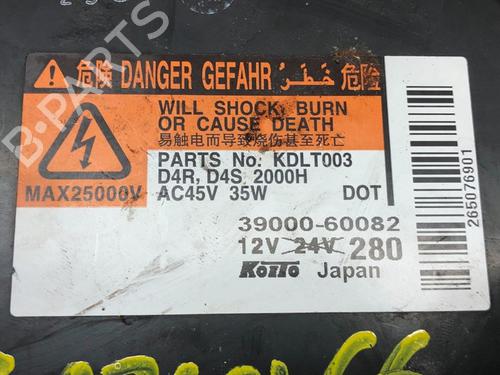 危険 DANGER GEFAHR خطر 危險
WILL SHOCK, BURN
OR CAUSE DEATH
易触电而导致烧伤甚至死亡
MAX25000V
PARTS No. KDLT003
D4R, D4S, 2000H
AC45V 35W DOT
39000-60082
12V 24V 280
KOITO Japan
265076901
B-Parts